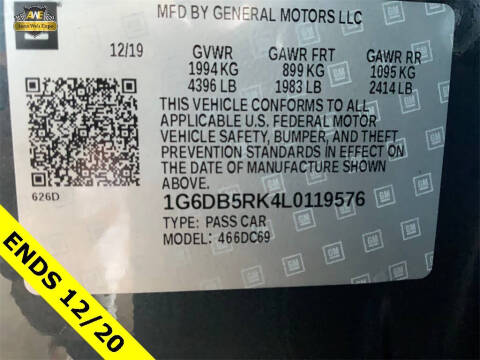 AWE
MFD BY GENERAL MOTORS LLC
12/19 GVWR GAWR FRT GAWR RR
1994 KG 899 KG 1095 KG
4396 LB 1983 LB 2414 LB
THIS VEHICLE CONFORMS TO ALL
APPLICABLE U.S. FEDERAL MOTOR
VEHICLE SAFETY, BUMPER, AND THEFT
PREVENTION STANDARDS IN EFFECT ON
THE DATE OF MANUFACTURE SHOWN
ABOVE.
626D
1G6DB5RK4L0119576
TYPE: PASS CAR
MODEL: 466DC69
GM
ENDS 12/20